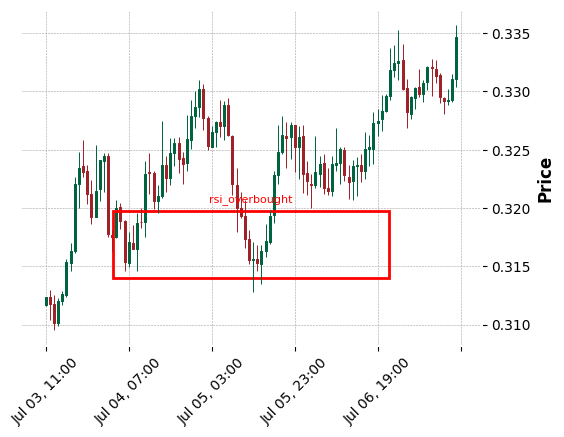 0.335
0.330
0.325
0.320
0.315
0.310
Price
rsi_overbought
Jul 03, 11:00
Jul 04, 07:00
Jul 05, 03:00
Jul 05, 23:00
Jul 06, 19:00